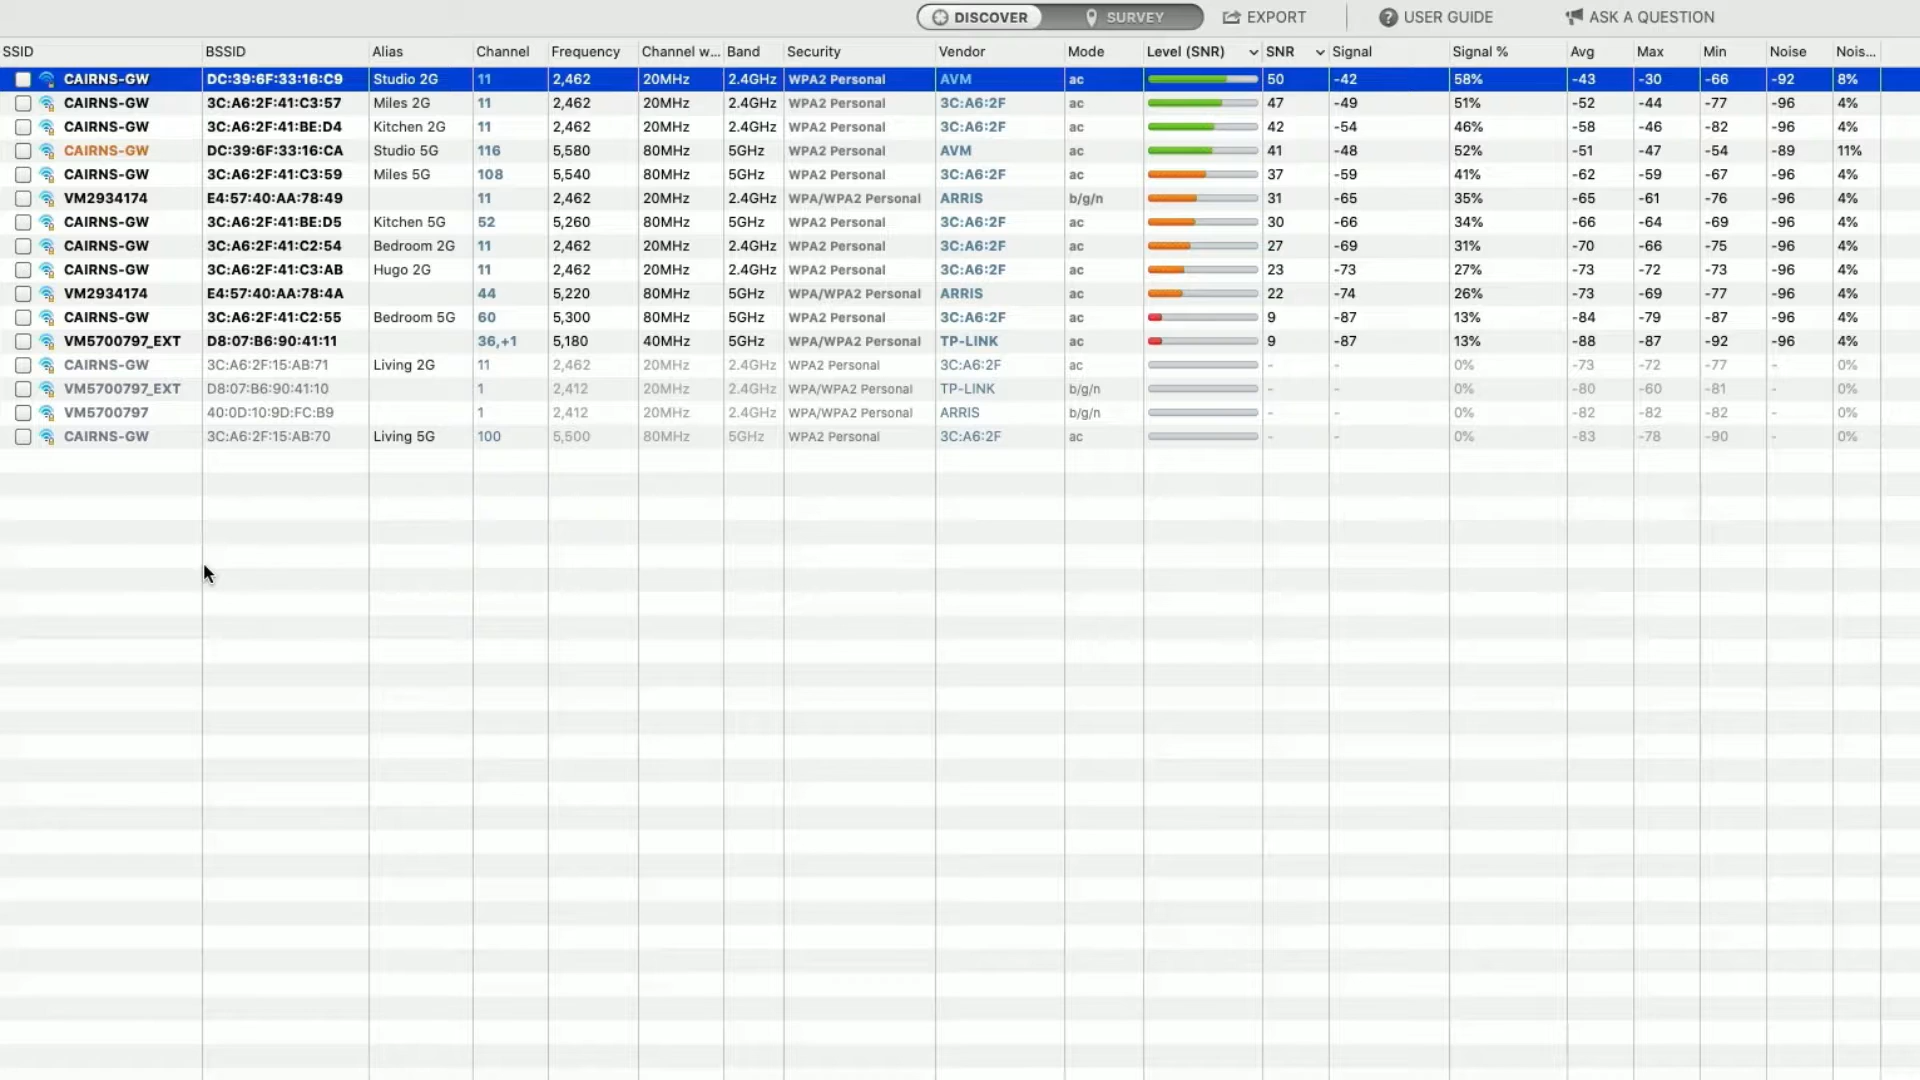 DISCOVER SURVEY EXPORT USER GUIDE ASK A QUESTION
SSID BSSID Alias Channel Frequency Channel w... Band Security Vendor Mode Level (SNR) SNR Signal Signal % Avg Max Min Noise Nois...
CAIRNS-GW DC:39:6F:33:16:C9 Studio 2G 11 2,462 20MHz 2.4GHz WPA2 Personal AVM ac 50 -42 58% -43 -30 -66 -92 8%
CAIRNS-GW 3C:A6:2F:41:C3:57 Miles 2G 11 2,462 20MHz 2.4GHz WPA2 Personal 3C:A6:2F ac 47 -49 51% -52 -44 -77 -96 4%
CAIRNS-GW 3C:A6:2F:41:BE:D4 Kitchen 2G 11 2,462 20MHz 2.4GHz WPA2 Personal 3C:A6:2F ac 42 -54 46% -58 -46 -82 -96 4%
CAIRNS-GW DC:39:6F:33:16:CA Studio 5G 116 5,580 80MHz 5GHz WPA2 Personal AVM ac 41 -48 52% -51 -47 -54 -89 11%
CAIRNS-GW 3C:A6:2F:41:C3:59 Miles 5G 108 5,540 80MHz 5GHz WPA2 Personal 3C:A6:2F ac 37 -59 41% -62 -59 -67 -96 4%
VM2934174 E4:57:40:AA:78:49 11 2,462 20MHz 2.4GHz WPA/WPA2 Personal ARRIS b/g/n 31 -65 35% -65 -61 -76 -96 4%
CAIRNS-GW 3C:A6:2F:41:BE:D5 Kitchen 5G 52 5,260 80MHz 5GHz WPA2 Personal 3C:A6:2F ac 30 -66 34% -66 -64 -69 -96 4%
CAIRNS-GW 3C:A6:2F:41:C2:54 Bedroom 2G 11 2,462 20MHz 2.4GHz WPA2 Personal 3C:A6:2F ac 27 -69 31% -70 -66 -75 -96 4%
CAIRNS-GW 3C:A6:2F:41:C3:AB Hugo 2G 11 2,462 20MHz 2.4GHz WPA2 Personal 3C:A6:2F ac 23 -73 27% -73 -72 -73 -96 4%
VM2934174 E4:57:40:AA:78:4A 44 5,220 80MHz 5GHz WPA/WPA2 Personal ARRIS ac 22 -74 26% -73 -69 -77 -96 4%
CAIRNS-GW 3C:A6:2F:41:C2:55 Bedroom 5G 60 5,300 80MHz 5GHz WPA2 Personal 3C:A6:2F ac 9 -87 13% -84 -79 -87 -96 4%
VM5700797_EXT D8:07:B6:90:41:11 36,+1 5,180 40MHz 5GHz WPA/WPA2 Personal TP-LINK ac 9 -87 13% -88 -87 -92 -96 4%
CAIRNS-GW 3C:A6:2F:15:AB:71 Living 2G 11 2,462 20MHz 2.4GHz WPA2 Personal 3C:A6:2F ac - - 0% -73 -72 -77 - 0%
VM5700797_EXT D8:07:B6:90:41:10 1 2,412 20MHz 2.4GHz WPA/WPA2 Personal TP-LINK b/g/n - - 0% -80 -60 -81 - 0%
VM5700797 40:0D:10:9D:FC:B9 1 2,412 20MHz 2.4GHz WPA/WPA2 Personal ARRIS b/g/n - - 0% -82 -82 -82 - 0%
CAIRNS-GW 3C:A6:2F:15:AB:70 Living 5G 100 5,500 80MHz 5GHz WPA2 Personal 3C:A6:2F ac - - 0% -83 -78 -90 - 0%